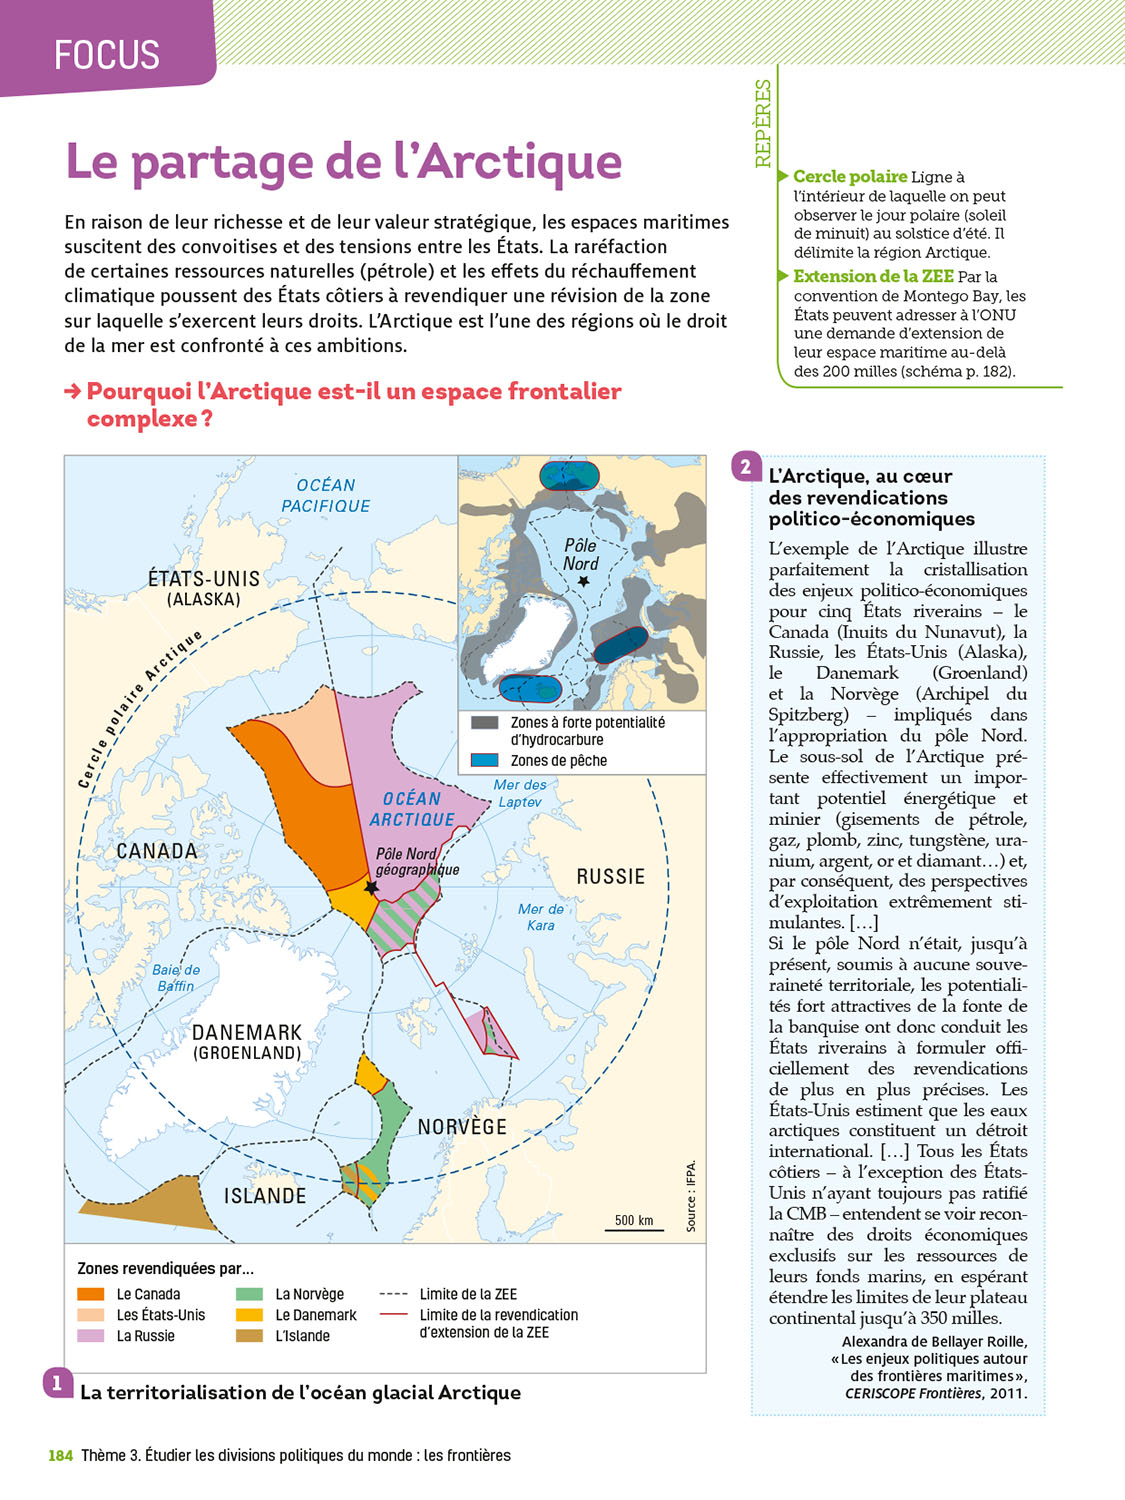 FOCUS
Le partage de l'Arctique
En raison de leur richesse et de leur valeur stratégique, les espaces maritimes
suscitent des convoitises et des tensions entre les États. La raréfaction
de certaines ressources naturelles (pétrole) et les effets du réchauffement
climatique poussent des États côtiers à revendiquer une révision de la zone
sur laquelle s'exercent leurs droits. L'Arctique est l'une des régions où le droit
de la mer est confronté à ces ambitions.
→ Pourquoi l'Arctique est-il un espace frontalier
complexe ?
REPÈRES
Cercle polaire Ligne à
l'intérieur de laquelle on peut
observer le jour polaire (soleil
de minuit) au solstice d'été. Il
délimite la région Arctique.
Extension de la ZEE Par la
convention de Montego Bay, les
États peuvent adresser à l'ONU
une demande d'extension de
leur espace maritime au-delà
des 200 milles (schéma p. 182).
OCÉAN
PACIFIQUE
ÉTATS-UNIS
(ALASKA)
Cercle polaire Arctique
Pôle
Nord
Zones à forte potentialité
d'hydrocarbure
Zones de pêche
Mer des
Laptev
OCÉAN
ARCTIQUE
CANADA
Pôle Nord
géographique
RUSSIE
Mer de
Kara
Baie de
Baffin
DANEMARK
(GROENLAND)
NORVÈGE
ISLANDE
500 km
Source : IFPA.
Zones revendiquées par...
Le Canada
Les États-Unis
La Russie
La Norvège
Le Danemark
L'Islande
Limite de la ZEE
Limite de la revendication
d'extension de la ZEE
1
La territorialisation de l'océan glacial Arctique
2
L'Arctique, au cœur
des revendications
politico-économiques
L'exemple de l'Arctique illustre
parfaitement la cristallisation
des enjeux politico-économiques
pour cinq États riverains – le
Canada (Inuits du Nunavut), la
Russie, les États-Unis (Alaska),
le Danemark (Groenland)
et la Norvège (Archipel du
Spitzberg) – impliqués dans
l'appropriation du pôle Nord.
Le sous-sol de l'Arctique pré-
sente effectivement un impor-
tant potentiel énergétique et
minier (gisements de pétrole,
gaz, plomb, zinc, tungstène, ura-
nium, argent, or et diamant…) et,
par conséquent, des perspectives
d'exploitation extrêmement sti-
mulantes. […]
Si le pôle Nord n'était, jusqu'à
présent, soumis à aucune souve-
raineté territoriale, les potentiali-
tés fort attractives de la fonte de
la banquise ont donc conduit les
États riverains à formuler offi-
ciellement des revendications
de plus en plus précises. Les
États-Unis estiment que les eaux
arctiques constituent un détroit
international. […] Tous les États
côtiers – à l'exception des États-
Unis n'ayant toujours pas ratifié
la CMB – entendent se voir recon-
naître des droits économiques
exclusifs sur les ressources de
leurs fonds marins, en espérant
étendre les limites de leur plateau
continental jusqu'à 350 milles.
Alexandra de Bellayer Roille,
« Les enjeux politiques autour
des frontières maritimes »,
CERISCOPE Frontières, 2011.
184 Thème 3. Étudier les divisions politiques du monde : les frontières